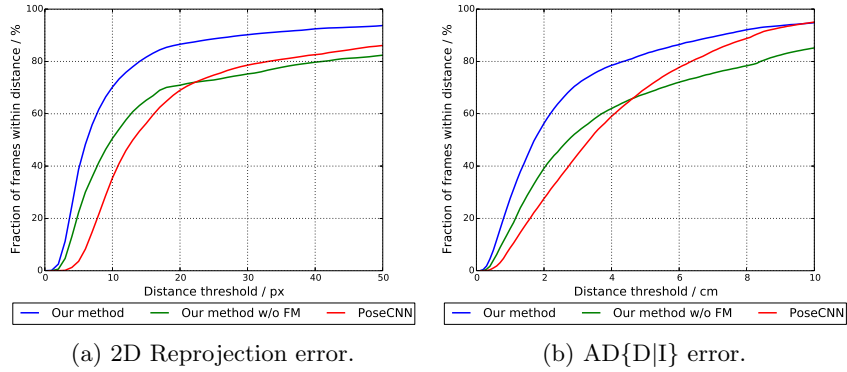 100
80
60
40
20
0
Fraction of frames within distance / %
0 10 20 30 40 50
Distance threshold / px
Our method Our method w/o FM PoseCNN
(a) 2D Reprojection error.
100
80
60
40
20
0
Fraction of frames within distance / %
0 2 4 6 8 10
Distance threshold / cm
Our method Our method w/o FM PoseCNN
(b) AD{D|I} error.